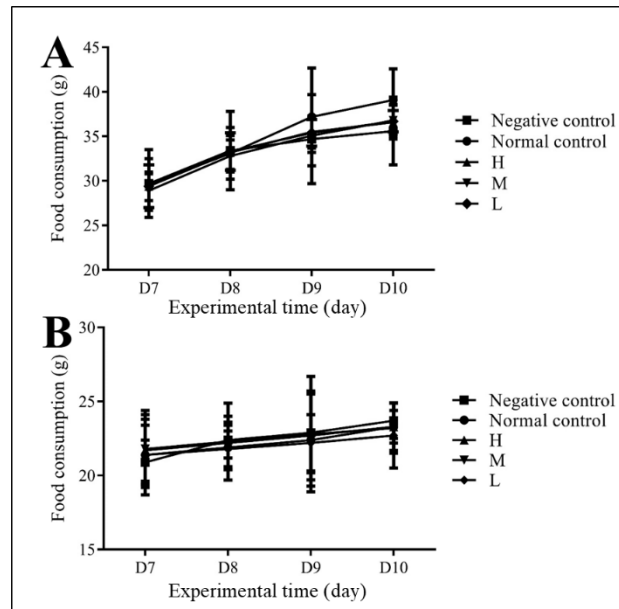 A
Food consumption (g)
45
40
35
30
25
20
D7 D8 D9 D10
Experimental time (day)
Negative control
Normal control
H
M
L
B
Food consumption (g)
30
25
20
15
D7 D8 D9 D10
Experimental time (day)
Negative control
Normal control
H
M
L